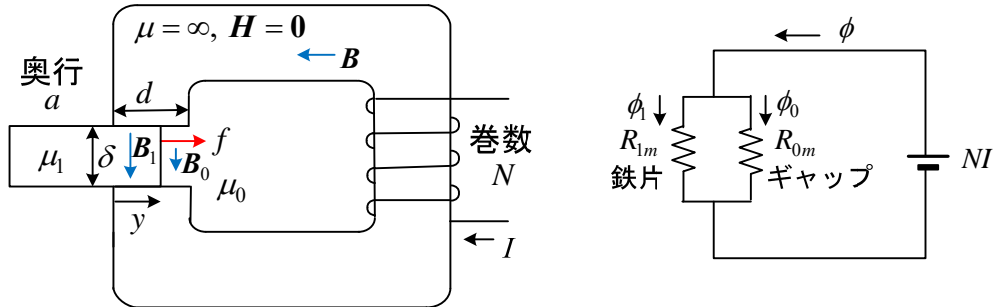 μ = ∞, H = 0
B
奥行
a
d
μ₁
δ
B₁
f
B₀
μ₀
y
巻数
N
I
ϕ
ϕ₁
ϕ₀
R₁ₘ
R₀ₘ
鉄片
ギャップ
NI